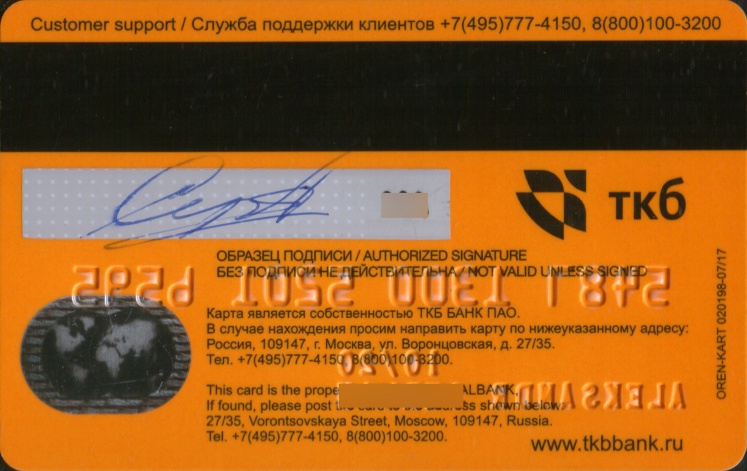 Customer support / Служба поддержки клиентов +7(495)777-4150, 8(800)100-3200
ткб
ОБРАЗЕЦ ПОДПИСИ / AUTHORIZED SIGNATURE
БЕЗ ПОДПИСИ НЕ ДЕЙСТВИТЕЛЬНА / NOT VALID UNLESS SIGNED
Карта является собственностью ТКБ БАНК ПАО.
В случае нахождения просим направить карту по нижеуказанному адресу:
Россия, 109147, г. Москва, ул. Воронцовская, д. 27/35.
Тел. +7(495)777-4150, 8(800)100-3200.
This card is the
If found, please post the card to the address shown below:
27/35, Vorontsovskaya Street, Moscow, 109147, Russia.
Tel. +7(495)777-4150, 8(800)100-3200.
www.tkbbank.ru
OREN-KART 020198-07/17